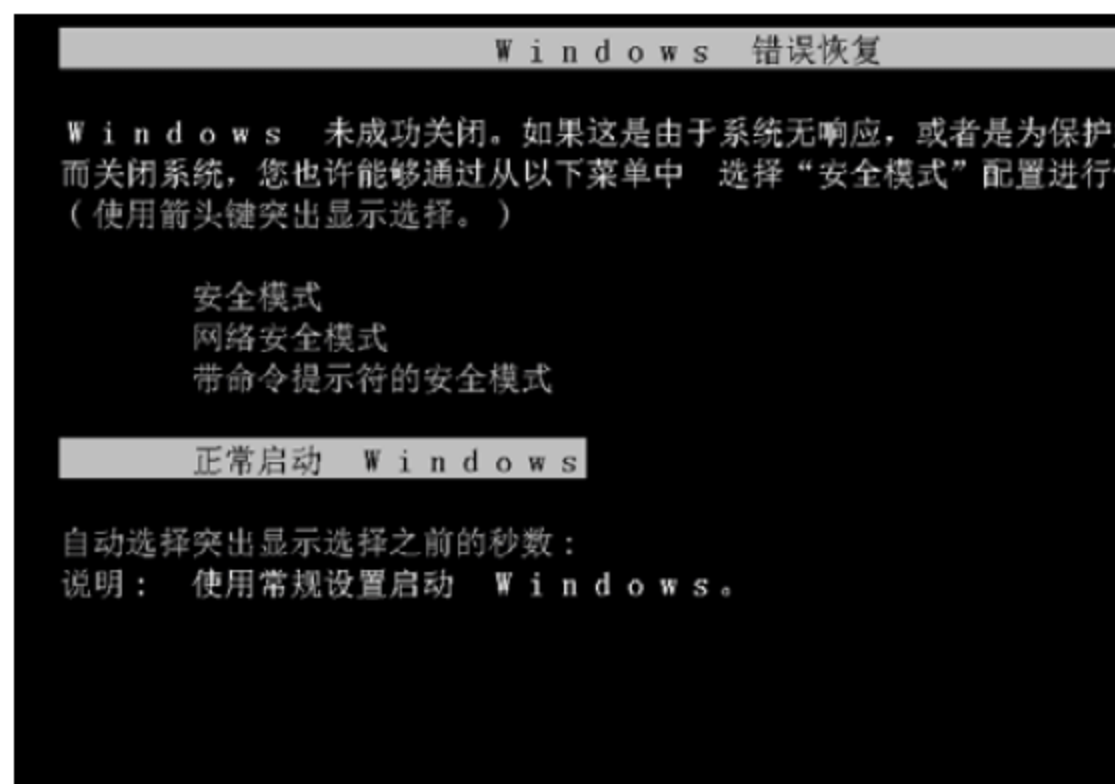 Windows 错误恢复
Windows 未成功关闭。如果这是由于系统无响应，或者是为保护
而关闭系统，您也许能够通过从以下菜单中 选择“安全模式”配置进行
（使用箭头键突出显示选择。）
安全模式
网络安全模式
带命令提示符的安全模式
正常启动 Windows
自动选择突出显示选择之前的秒数：
说明： 使用常规设置启动 Windows。